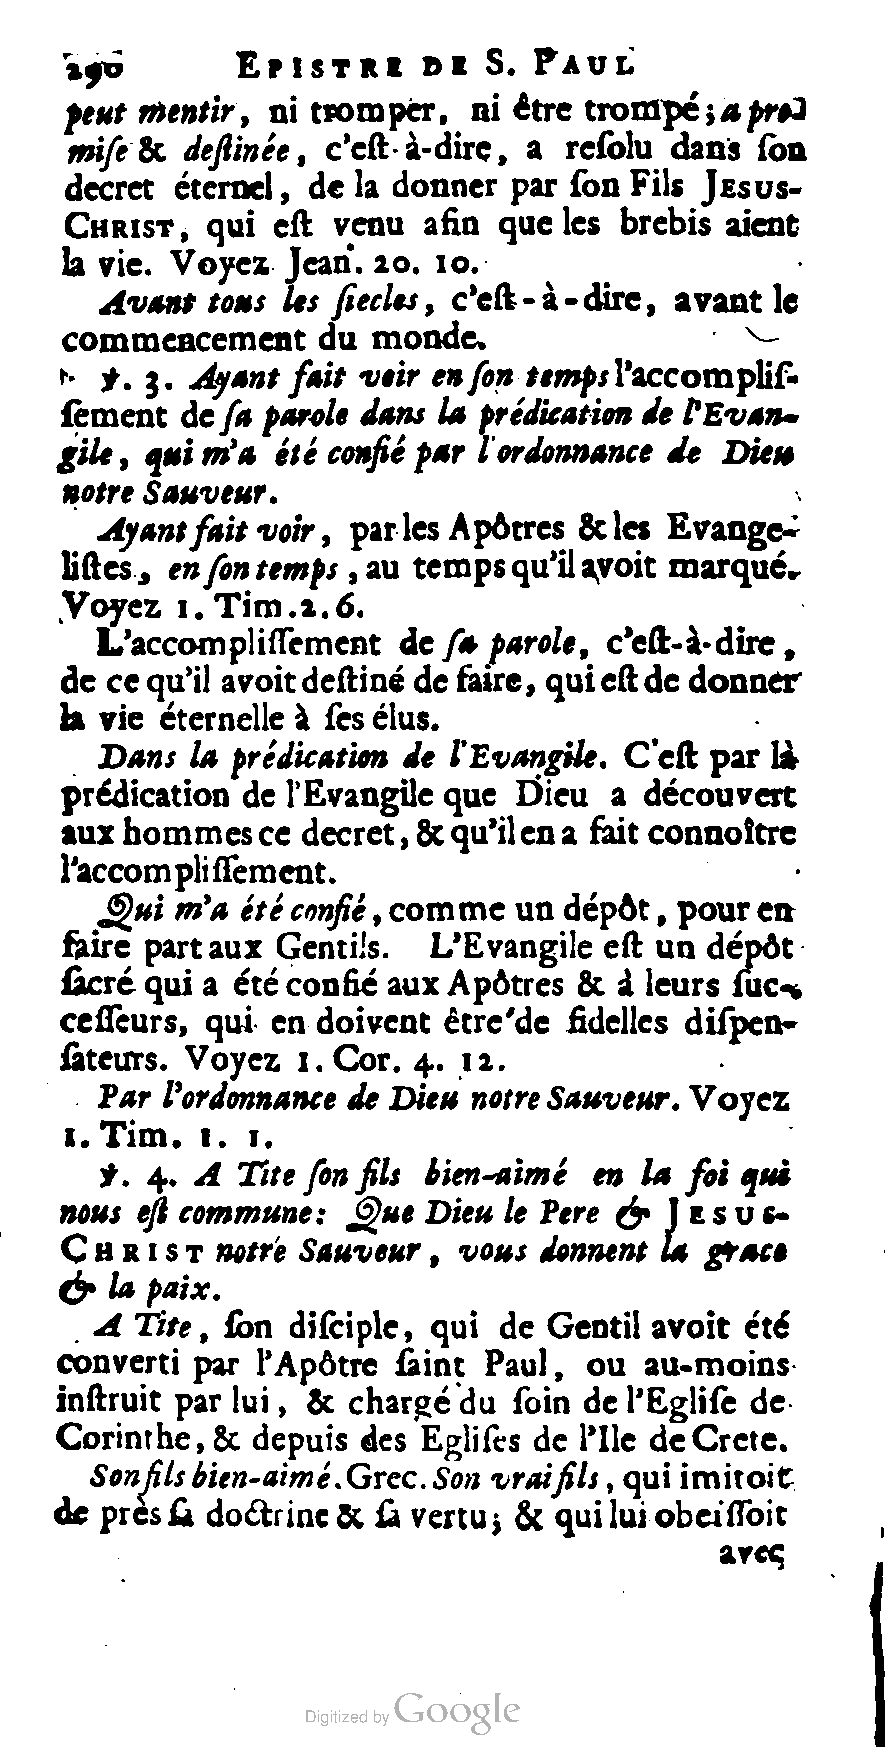 290 EPISTRE DE S. PAUL
peut mentir, ni tromper, ni être trompé; a pro-
miſe & deſtinée, c'eſt-à-dire, a reſolu dans ſon
decret éternel, de la donner par ſon Fils JESUS-
CHRIST, qui eſt venu afin que les brebis aient
la vie. Voyez Jean. 20. 10.
Avant tous les ſiecles, c'eſt-à-dire, avant le
commencement du monde.
℣. 3. Ayant fait voir en ſon temps l'accompliſ-
ſement de ſa parole dans la prédication de l'Evan-
gile, qui m'a été confié par l'ordonnance de Dieu
notre Sauveur.
Ayant fait voir, par les Apôtres & les Evange-
liſtes, en ſon temps, au temps qu'il avoit marqué.
Voyez 1. Tim. 2. 6.
L'accompliſſement de ſa parole, c'eſt-à-dire,
de ce qu'il avoit deſtiné de faire, qui eſt de donner
la vie éternelle à ſes élus.
Dans la prédication de l'Evangile. C'eſt par la
prédication de l'Evangile que Dieu a découvert
aux hommes ce decret, & qu'il en a fait connoître
l'accompliſſement.
Qui m'a été confié, comme un dépôt, pour en
faire part aux Gentils. L'Evangile eſt un dépôt
ſacré qui a été confié aux Apôtres & à leurs ſuc-
ceſſeurs, qui en doivent être de fidelles diſpen-
ſateurs. Voyez 1. Cor. 4. 12.
Par l'ordonnance de Dieu notre Sauveur. Voyez
1. Tim. 1. 1.
℣. 4. A Tite ſon fils bien-aimé en la foi qui
nous eſt commune: Que Dieu le Pere & JESUS-
CHRIST notre Sauveur, vous donnent la grace
& la paix.
A Tite, ſon diſciple, qui de Gentil avoit été
converti par l'Apôtre ſaint Paul, ou au-moins
inſtruit par lui, & chargé du ſoin de l'Egliſe de
Corinthe, & depuis des Egliſes de l'Ile de Crete.
Son fils bien-aimé. Grec. Son vrai fils, qui imitoit
de près ſa doctrine & ſa vertu; & qui lui obeiſſoit
avec
Digitized by Google